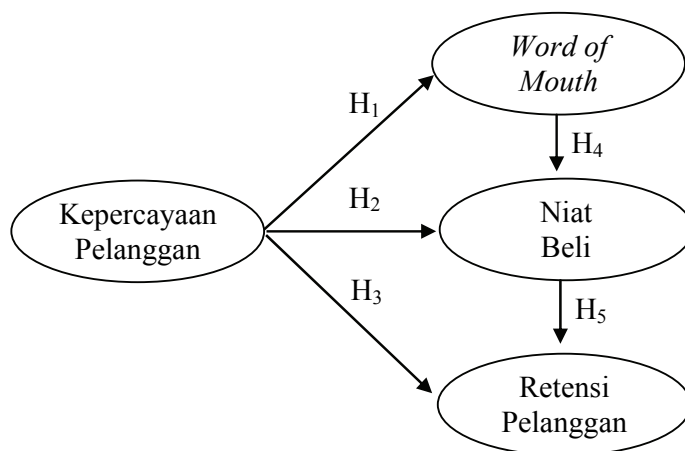 Word of
Mouth
H₁
H₄
Kepercayaan
Pelanggan
H₂
Niat
Beli
H₃
H₅
Retensi
Pelanggan